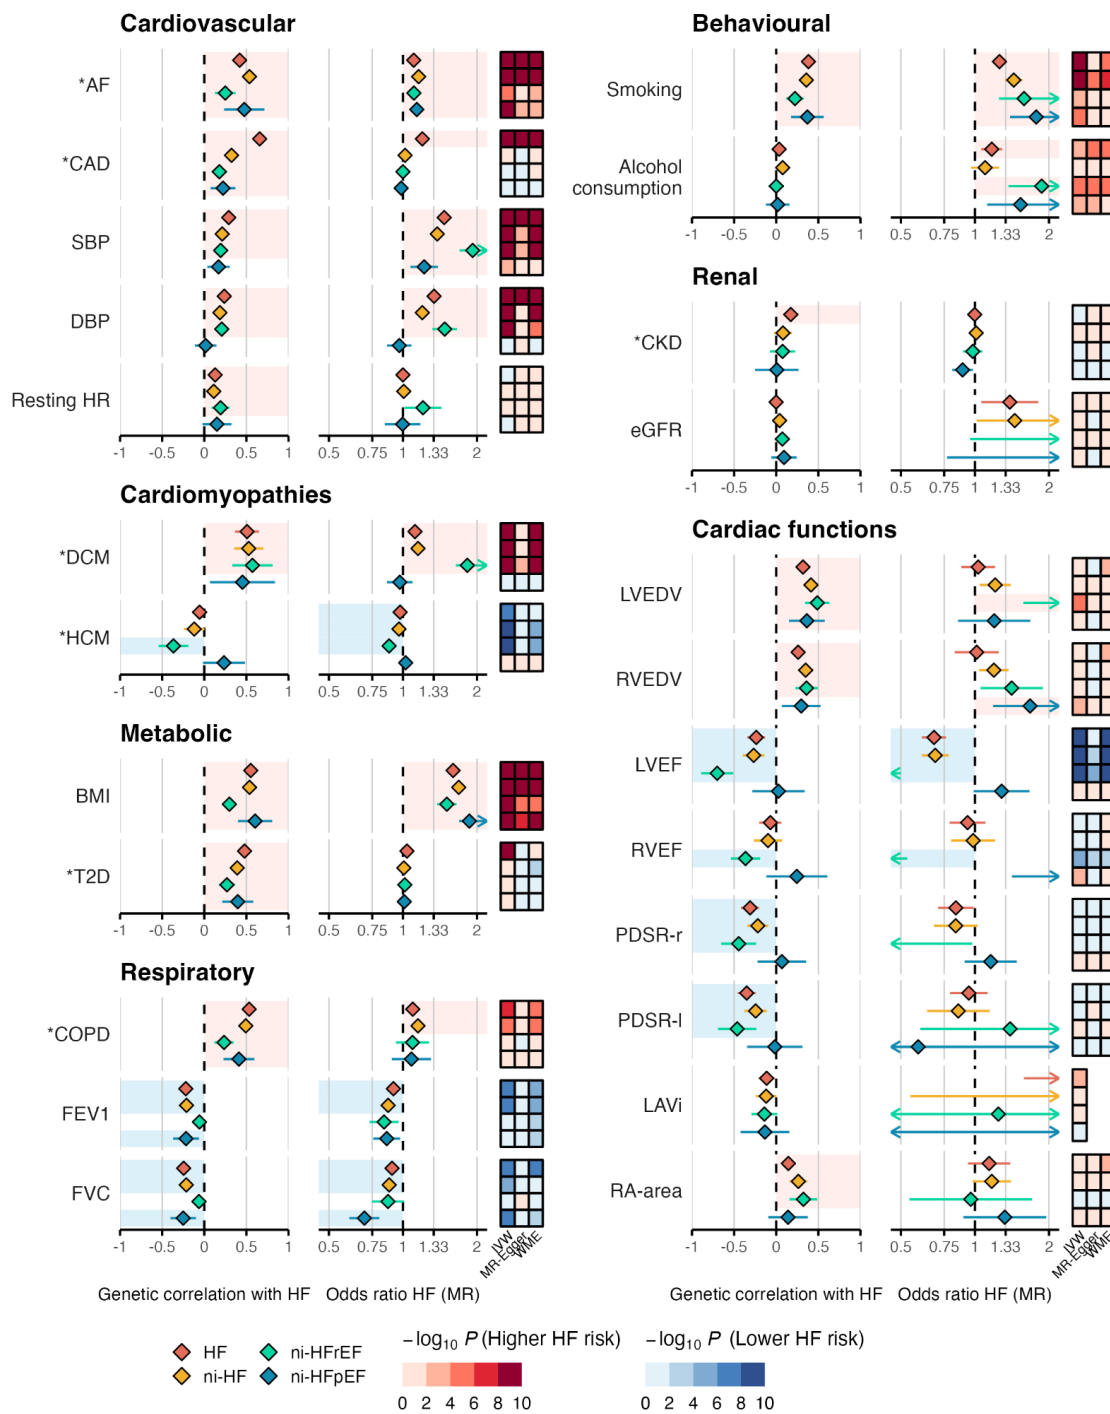 Cardiovascular
*AF
*CAD
SBP
DBP
Resting HR
-1 -0.5 0 0.5 1 0.5 0.75 1 1.33 2
Cardiomyopathies
*DCM
*HCM
-1 -0.5 0 0.5 1 0.5 0.75 1 1.33 2
Metabolic
BMI
*T2D
-1 -0.5 0 0.5 1 0.5 0.75 1 1.33 2
Respiratory
*COPD
FEV1
FVC
-1 -0.5 0 0.5 1 0.5 0.75 1 1.33 2
IVW
MR-Egger
WME
Genetic correlation with HF Odds ratio HF (MR)
Behavioural
Smoking
Alcohol
consumption
-1 -0.5 0 0.5 1 0.5 0.75 1 1.33 2
Renal
*CKD
eGFR
-1 -0.5 0 0.5 1 0.5 0.75 1 1.33 2
Cardiac functions
LVEDV
RVEDV
LVEF
RVEF
PDSR-r
PDSR-l
LAVi
RA-area
-1 -0.5 0 0.5 1 0.5 0.75 1 1.33 2
IVW
MR-Egger
WME
Genetic correlation with HF Odds ratio HF (MR)
HF ni-HFrEF
ni-HF ni-HFpEF
−log10 P (Higher HF risk)
0 2 4 6 8 10
−log10 P (Lower HF risk)
0 2 4 6 8 10